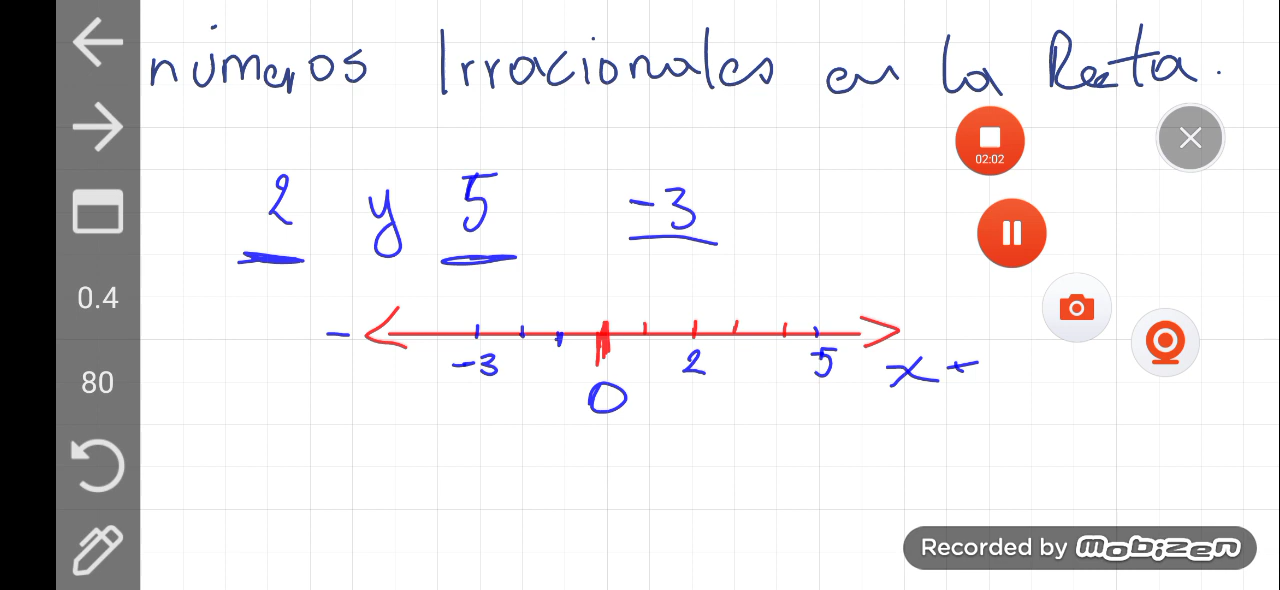 números Irracionales en la Recta.
02:02
2 y 5 -3
0.4
- -3 0 2 5 x +
80
Recorded by mobizen